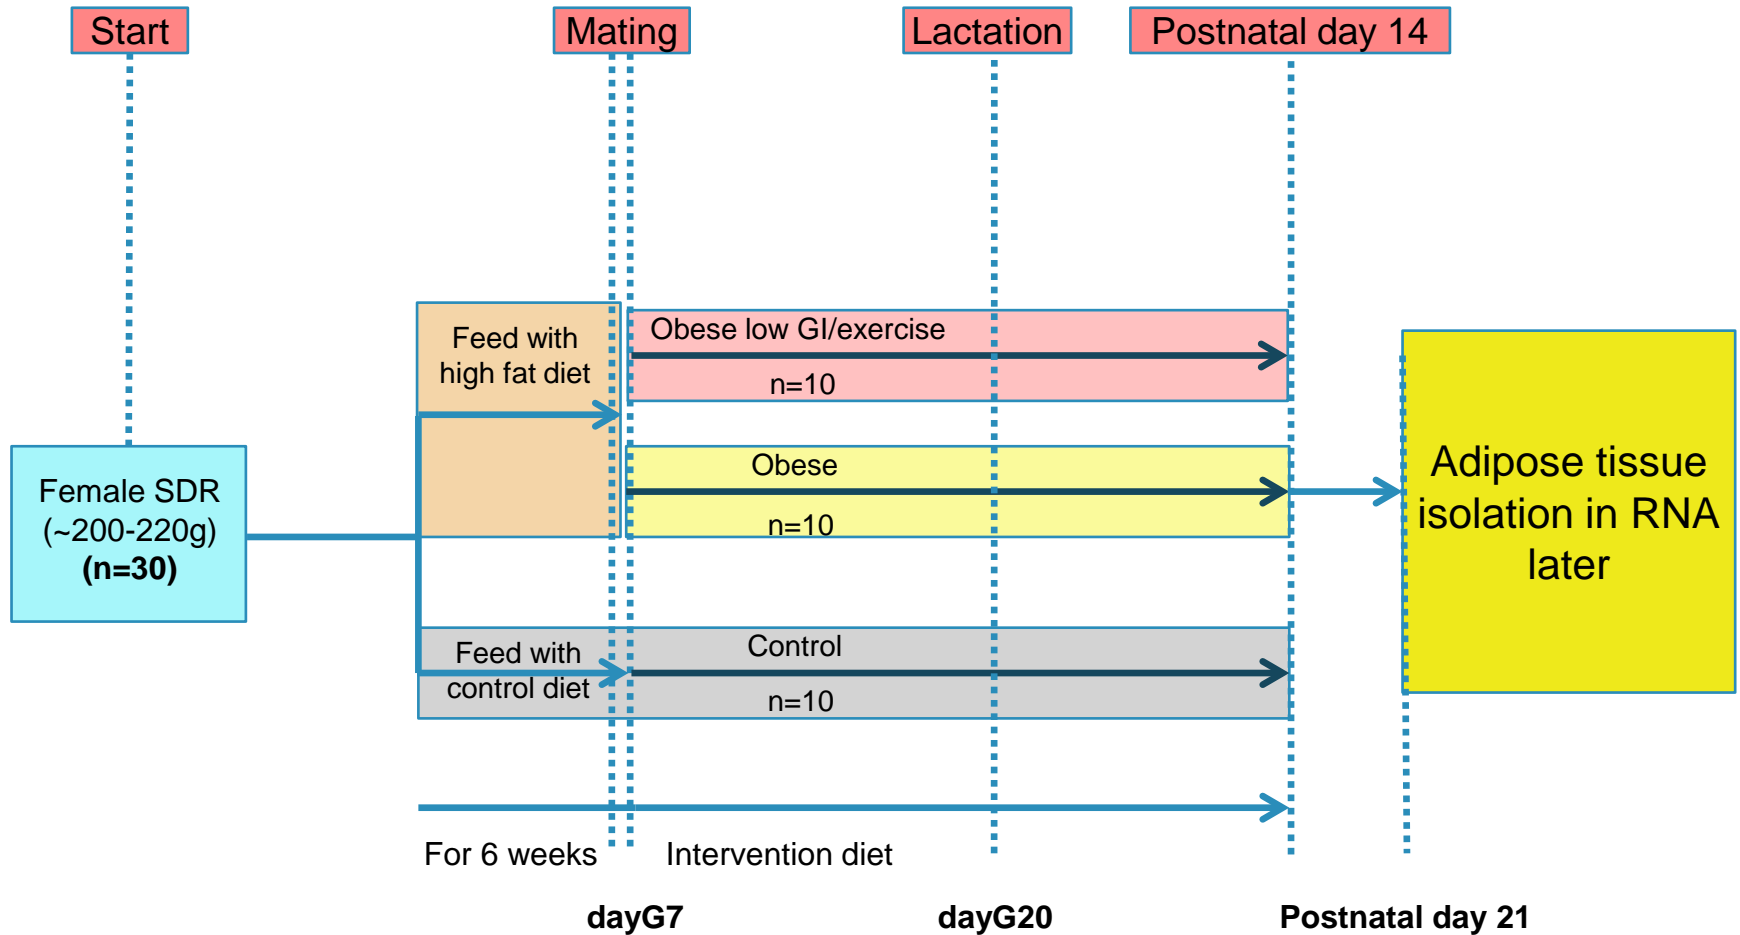 Start
Mating
Lactation
Postnatal day 14
Female SDR
(~200-220g)
(n=30)
Feed with
high fat diet
Obese low GI/exercise
n=10
Obese
n=10
Feed with
control diet
Control
n=10
Adipose tissue
isolation in RNA
later
For 6 weeks
Intervention diet
dayG7
dayG20
Postnatal day 21